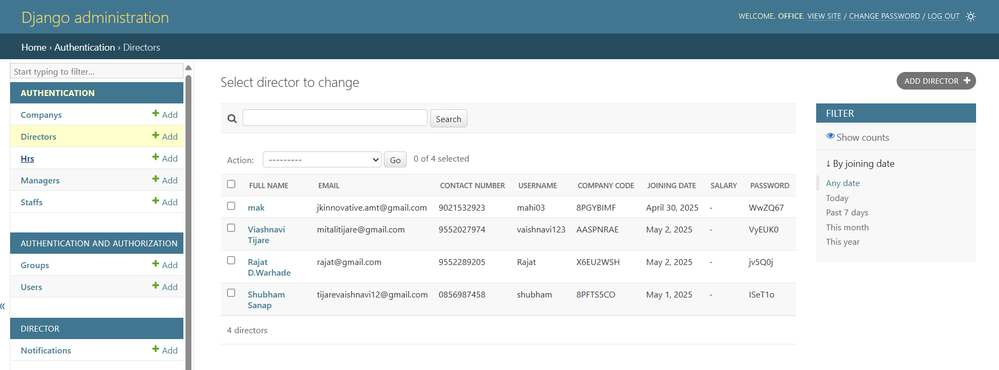 Django administration
WELCOME, OFFICE. VIEW SITE / CHANGE PASSWORD / LOG OUT
Home › Authentication › Directors
Start typing to filter...
AUTHENTICATION
Companys + Add
Directors + Add
Hrs + Add
Managers + Add
Staffs + Add
AUTHENTICATION AND AUTHORIZATION
Groups + Add
Users + Add
«
DIRECTOR
Notifications + Add
Select director to change
ADD DIRECTOR +
Search
Action: --------- Go 0 of 4 selected
FULL NAME EMAIL CONTACT NUMBER USERNAME COMPANY CODE JOINING DATE SALARY PASSWORD
mak jkinnovative.amt@gmail.com 9021532923 mahi03 8PGYBIMF April 30, 2025 - WwZQ67
Viashnavi Tijare mitalitijare@gmail.com 9552027974 vaishnavi123 AASPNRAE May 2, 2025 - VyEUK0
Rajat D.Warhade rajat@gmail.com 9552289205 Rajat X6EU2WSH May 2, 2025 - jv5Q0j
Shubham Sanap tijarevaishnavi12@gmail.com 0856987458 shubham 8PFTS5CO May 1, 2025 - ISeT1o
4 directors
FILTER
Show counts
↓ By joining date
Any date
Today
Past 7 days
This month
This year